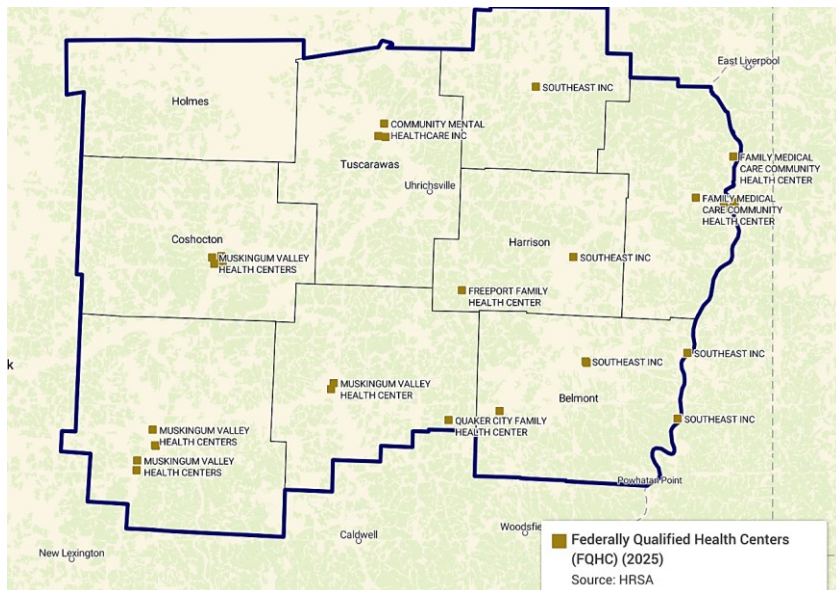 East Liverpool
SOUTHEAST INC
Holmes
COMMUNITY MENTAL
HEALTHCARE INC
Tuscarawas
FAMILY MEDICAL
CARE COMMUNITY
HEALTH CENTER
Uhrichsville
FAMILY MEDICAL
CARE COMMUNITY
HEALTH CENTER
Coshocton
MUSKINGUM VALLEY
HEALTH CENTERS
Harrison
SOUTHEAST INC
FREEPORT FAMILY
HEALTH CENTER
k
SOUTHEAST INC
SOUTHEAST INC
MUSKINGUM VALLEY
HEALTH CENTER
Belmont
QUAKER CITY FAMILY
HEALTH CENTER
SOUTHEAST INC
MUSKINGUM VALLEY
HEALTH CENTERS
MUSKINGUM VALLEY
HEALTH CENTERS
Powhatan Point
Caldwell
Woodsfie
New Lexington
Federally Qualified Health Centers
(FQHC) (2025)
Source: HRSA